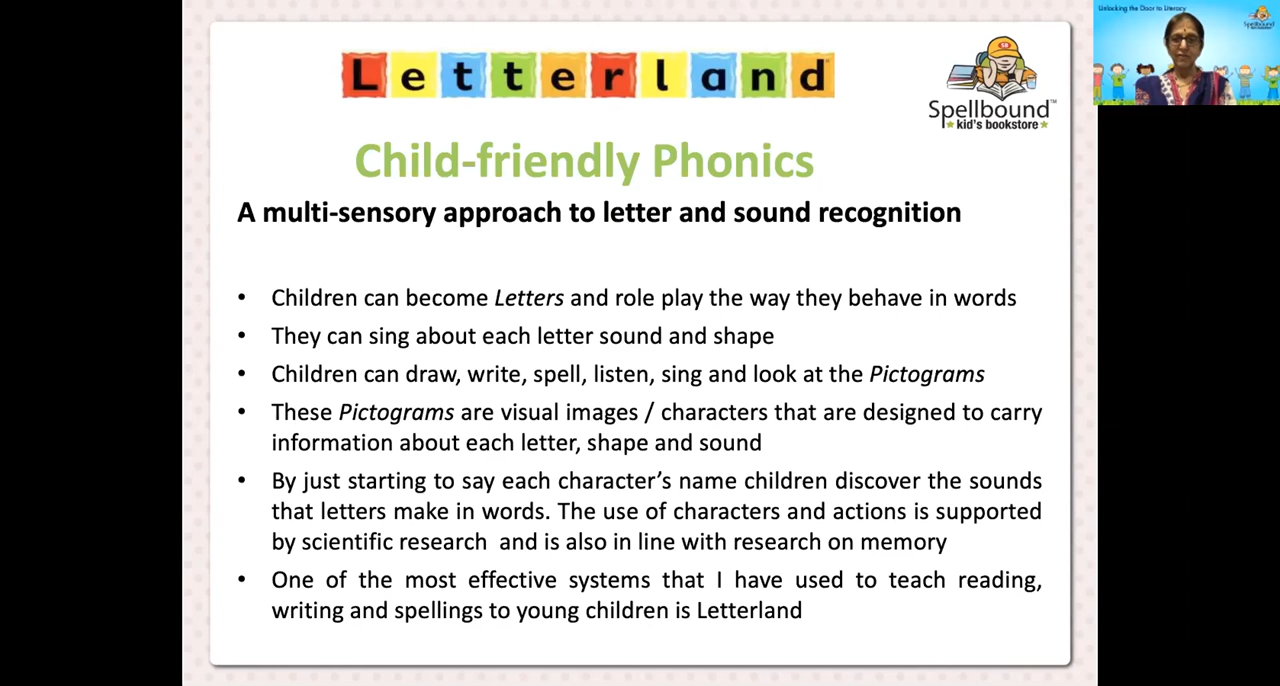 Unlocking the Door to Literacy
Spellbound
Letterland
SB
Spellbound™
kid's bookstore
Child-friendly Phonics
A multi-sensory approach to letter and sound recognition
• Children can become Letters and role play the way they behave in words
• They can sing about each letter sound and shape
• Children can draw, write, spell, listen, sing and look at the Pictograms
• These Pictograms are visual images / characters that are designed to carry
information about each letter, shape and sound
• By just starting to say each character's name children discover the sounds
that letters make in words. The use of characters and actions is supported
by scientific research and is also in line with research on memory
• One of the most effective systems that I have used to teach reading,
writing and spellings to young children is Letterland